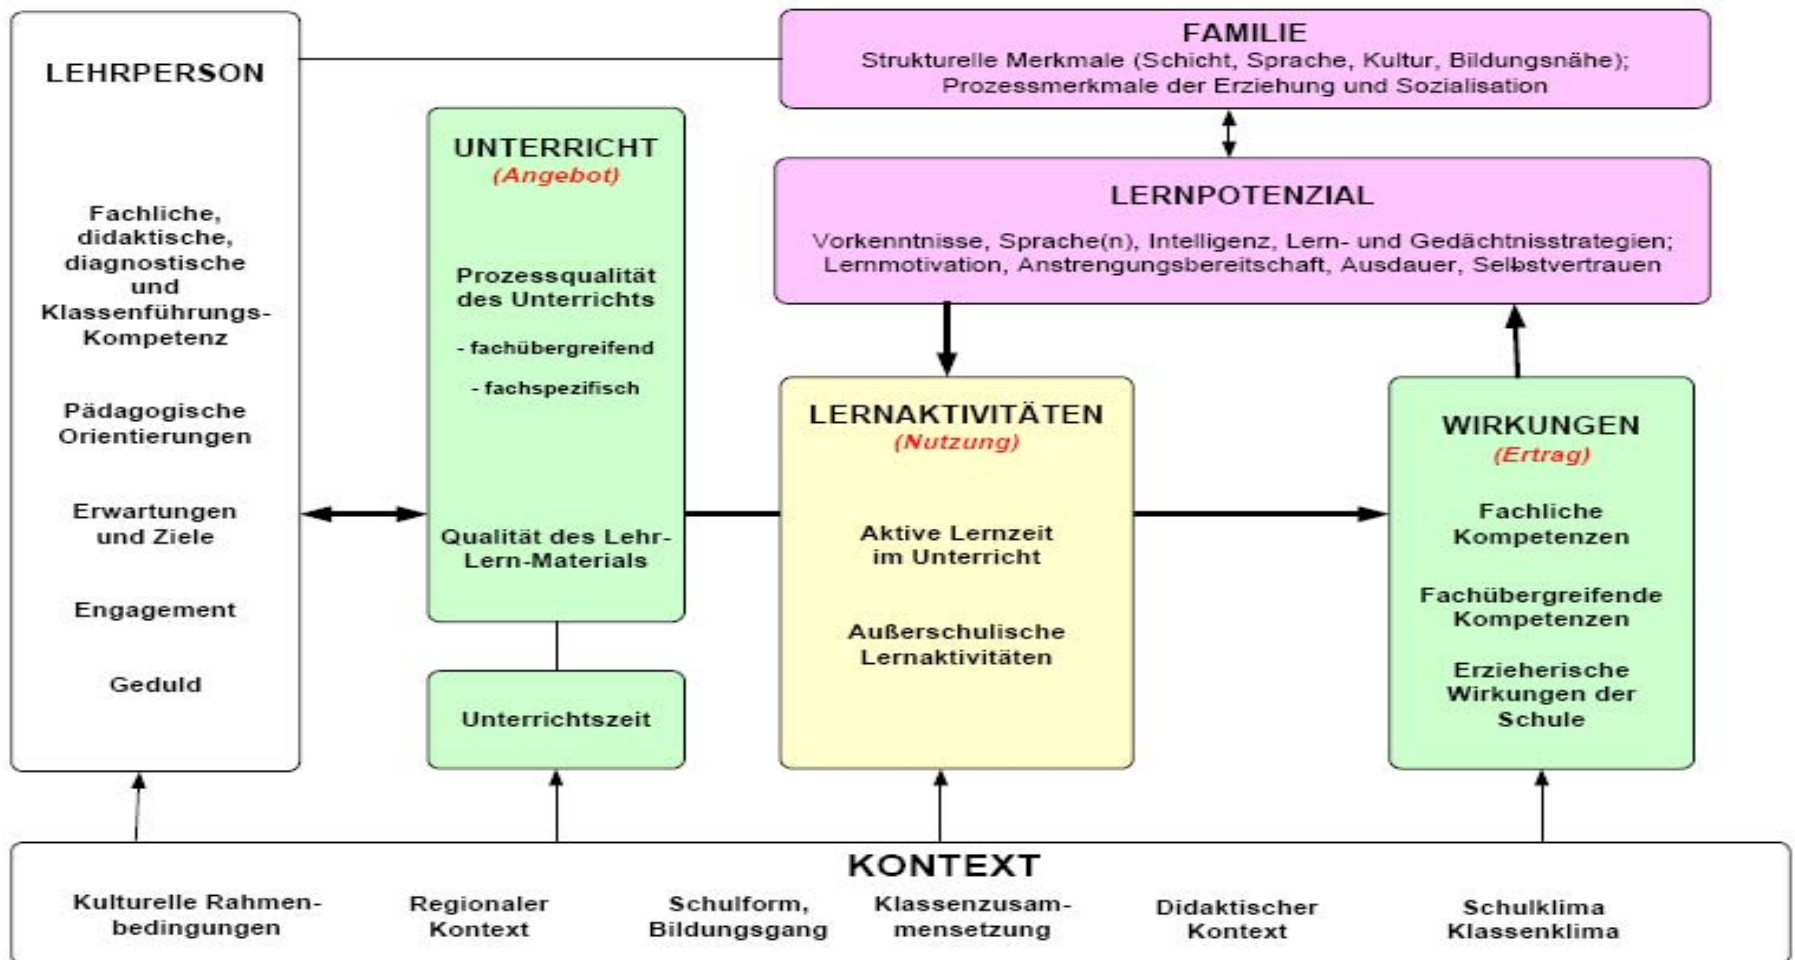 LEHRPERSON
Fachliche,
didaktische,
diagnostische
und
Klassenführungs-
Kompetenz
Pädagogische
Orientierungen
Erwartungen
und Ziele
Engagement
Geduld
UNTERRICHT
(Angebot)
Prozessqualität
des Unterrichts
- fachübergreifend
- fachspezifisch
Qualität des Lehr-
Lern-Materials
Unterrichtszeit
FAMILIE
Strukturelle Merkmale (Schicht, Sprache, Kultur, Bildungsnähe);
Prozessmerkmale der Erziehung und Sozialisation
LERNPOTENZIAL
Vorkenntnisse, Sprache(n), Intelligenz, Lern- und Gedächtnisstrategien;
Lernmotivation, Anstrengungsbereitschaft, Ausdauer, Selbstvertrauen
LERNAKTIVITÄTEN
(Nutzung)
Aktive Lernzeit
im Unterricht
Außerschulische
Lernaktivitäten
WIRKUNGEN
(Ertrag)
Fachliche
Kompetenzen
Fachübergreifende
Kompetenzen
Erzieherische
Wirkungen der
Schule
KONTEXT
Kulturelle Rahmen-
bedingungen
Regionaler
Kontext
Schulform,
Bildungsgang
Klassenzusam-
mensetzung
Didaktischer
Kontext
Schulklima
Klassenklima